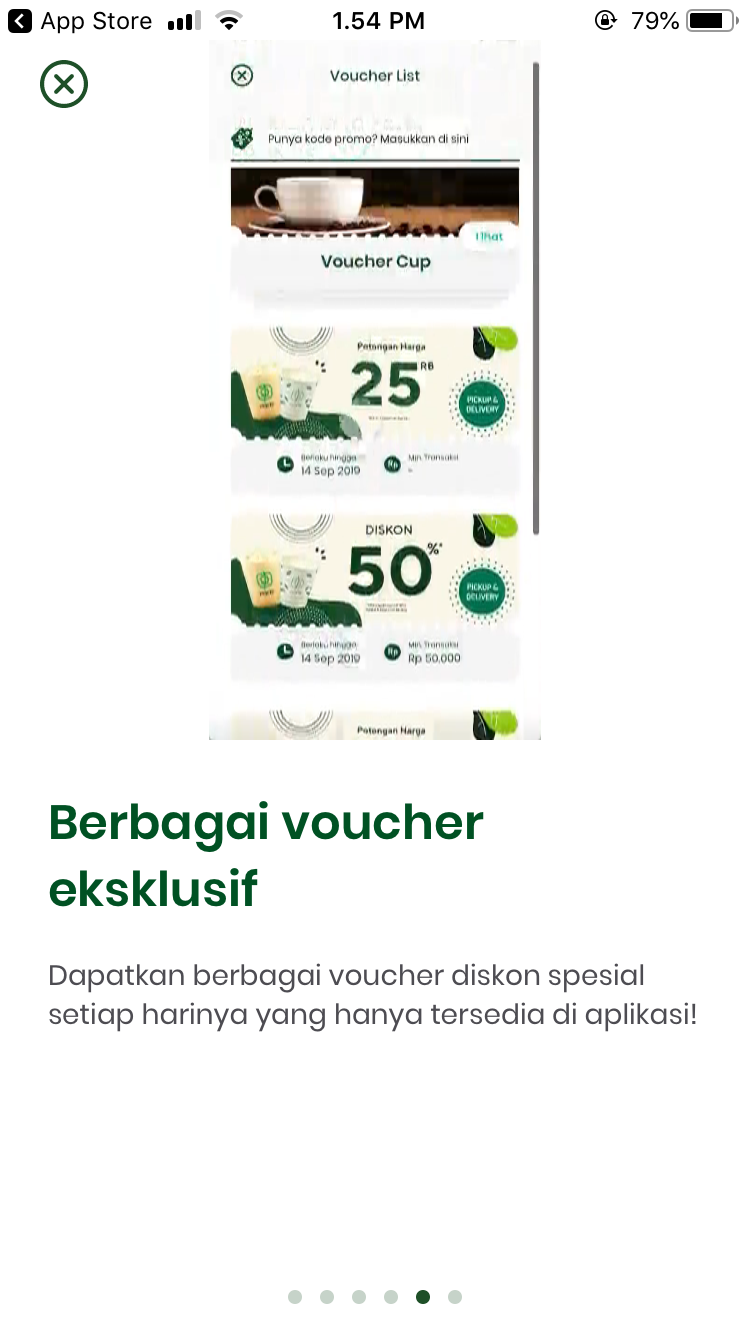 App Store
1.54 PM
79%
Voucher List
Punya kode promo? Masukkan di sini
Lihat
Voucher Cup
Potongan Harga
25RB
PICKUP &
DELIVERY
Berlaku hingga
14 Sep 2019
Min. Transaksi
-
DISKON
50%*
PICKUP &
DELIVERY
Berlaku hingga
14 Sep 2019
Min. Transaksi
Rp 50.000
Potongan Harga
Berbagai voucher
eksklusif
Dapatkan berbagai voucher diskon spesial
setiap harinya yang hanya tersedia di aplikasi!